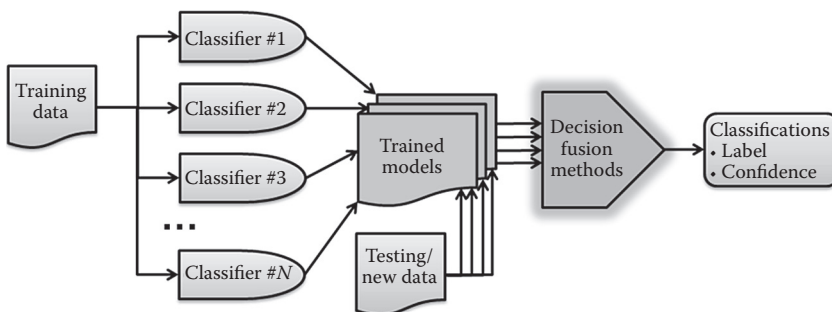 Training
data
Classifier #1
Classifier #2
Classifier #3
...
Classifier #N
Trained
models
Testing/
new data
Decision
fusion
methods
Classifications
• Label
• Confidence